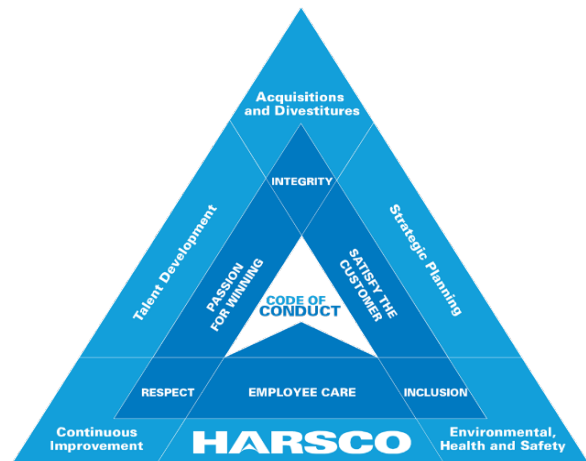 Acquisitions
and Divestitures
INTEGRITY
Talent Development
Strategic Planning
PASSION
FOR WINNING
SATISFY THE
CUSTOMER
CODE OF
CONDUCT
RESPECT
EMPLOYEE CARE
INCLUSION
Continuous
Improvement
HARSCO
Environmental,
Health and Safety